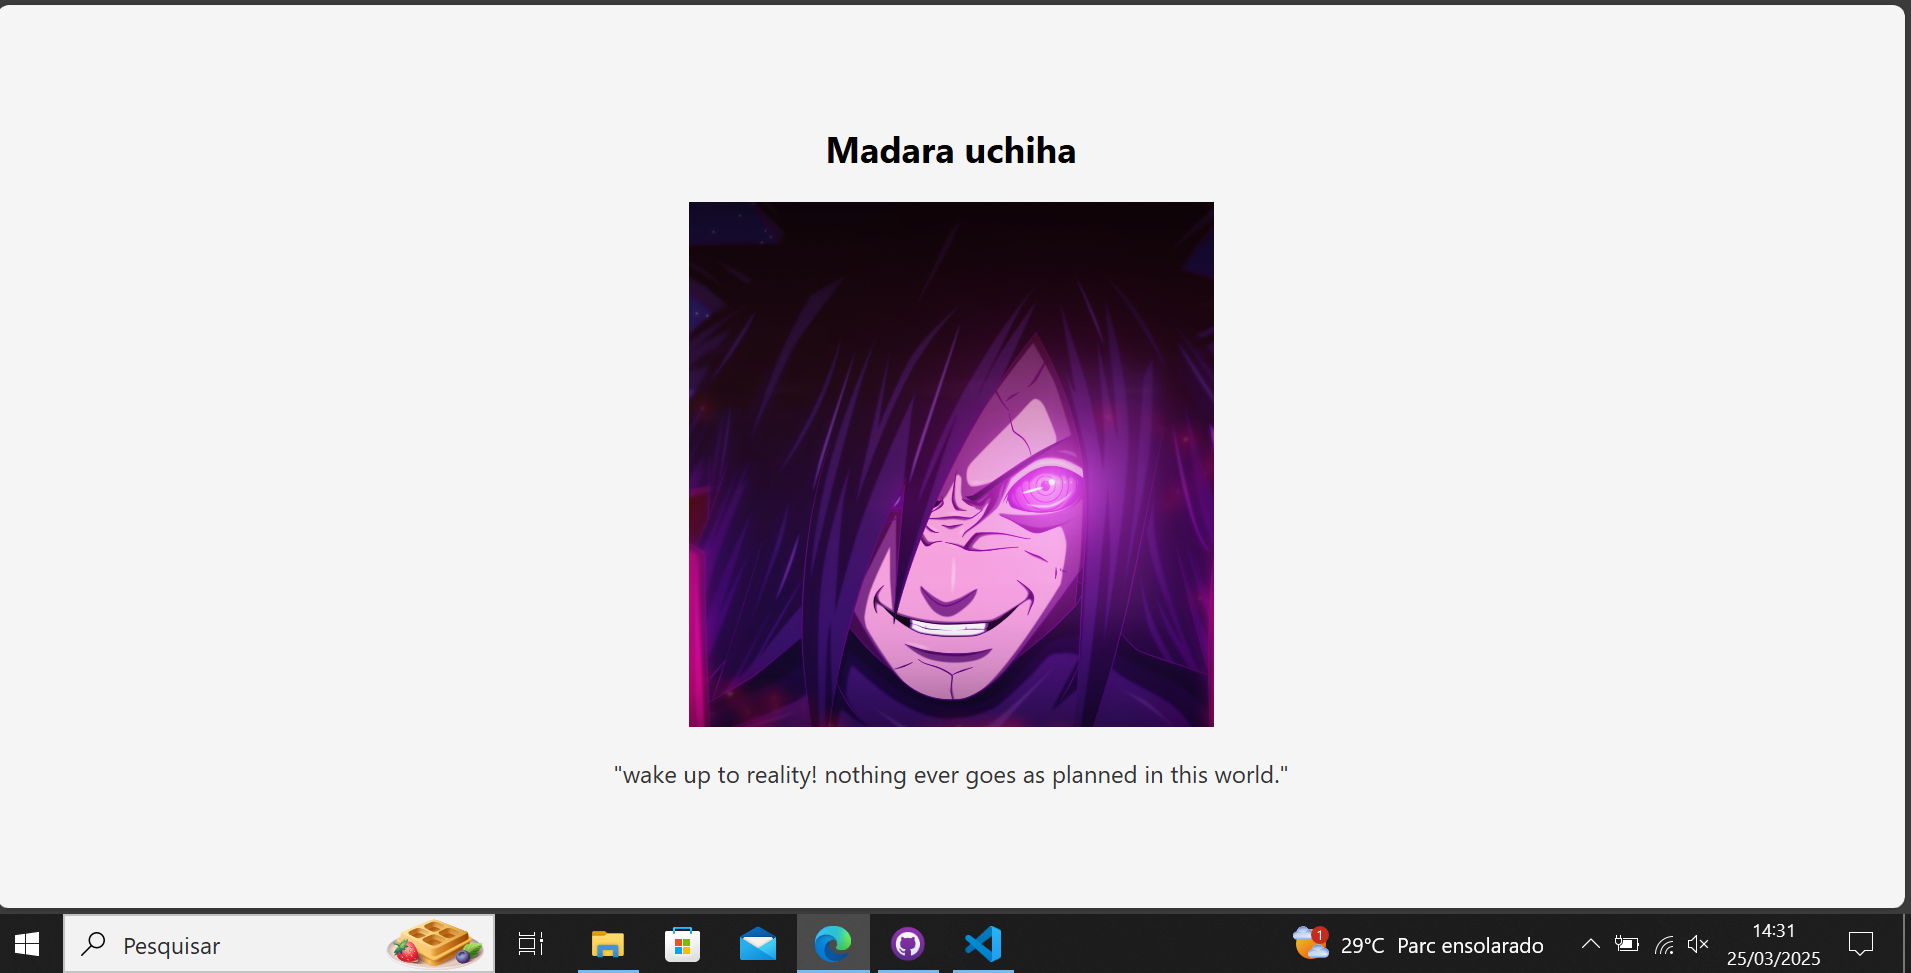 Madara uchiha
"wake up to reality! nothing ever goes as planned in this world."
Pesquisar
1
29°C Parc ensolarado
14:31
25/03/2025